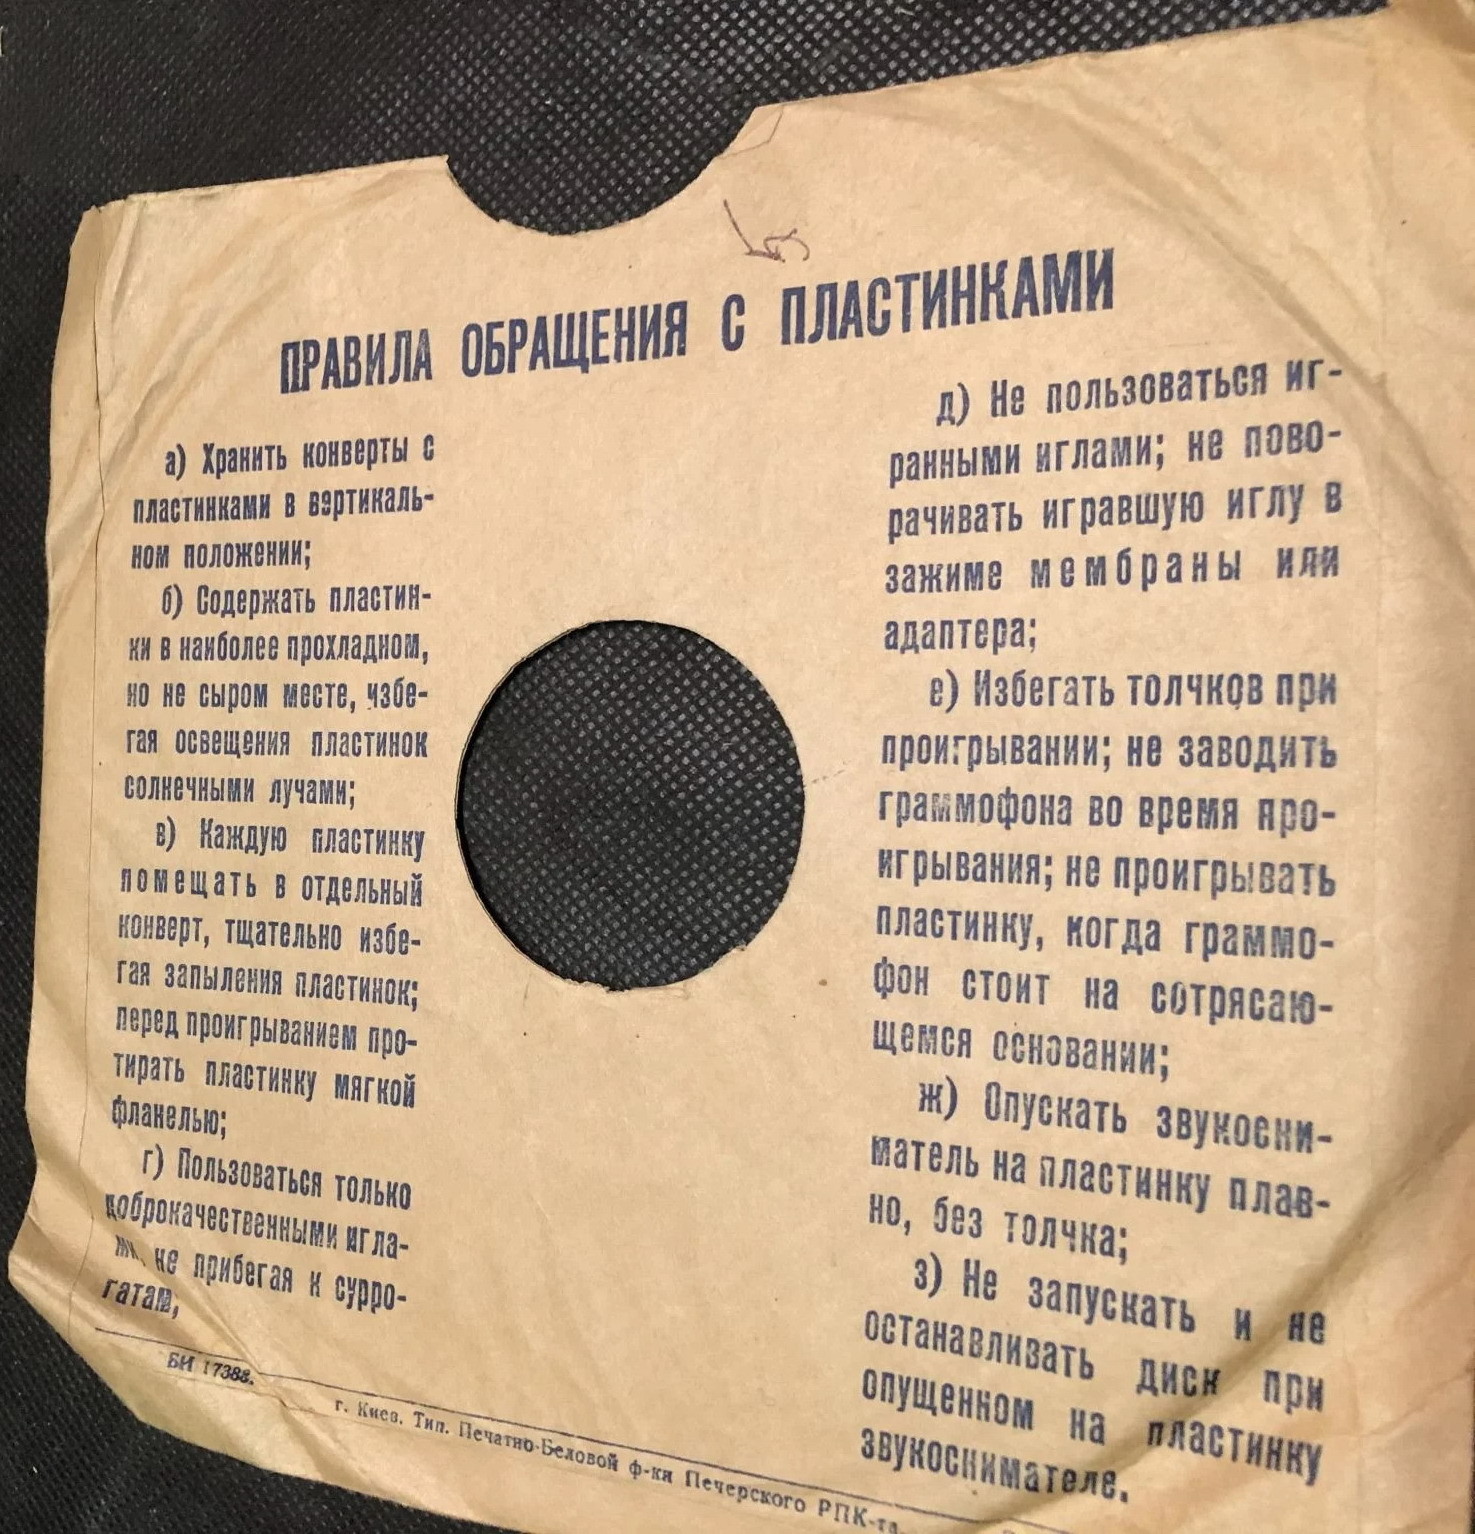 ПРАВИЛА ОБРАЩЕНИЯ С ПЛАСТИНКАМИ
а) Хранить конверты с
пластинками в вертикаль-
ном положении;
б) Содержать пластин-
ки в наиболее прохладном,
но не сыром месте, избе-
гая освещения пластинок
солнечными лучами;
в) Каждую пластинку
помещать в отдельный
конверт, тщательно избе-
гая запыления пластинок;
перед проигрыванием про-
тирать пластинку мягкой
фланелью;
г) Пользоваться только
доброкачественными игла-
ми, не прибегая к сурро-
гатам,
д) Не пользоваться иг-
ранными иглами; не пово-
рачивать игравшую иглу в
зажиме мембраны или
адаптера;
е) Избегать толчков при
проигрывании; не заводить
граммофона во время про-
игрывания; не проигрывать
пластинку, когда граммо-
фон стоит на сотрясаю-
щемся основании;
ж) Опускать звукосни-
матель на пластинку плав-
но, без толчка;
з) Не запускать и не
останавливать диск при
опущенном на пластинку
звукоснимателе.
БИ 17388.
г. Киев. Тип. Печатно-Беловой ф-ки Печерского РПК-та.